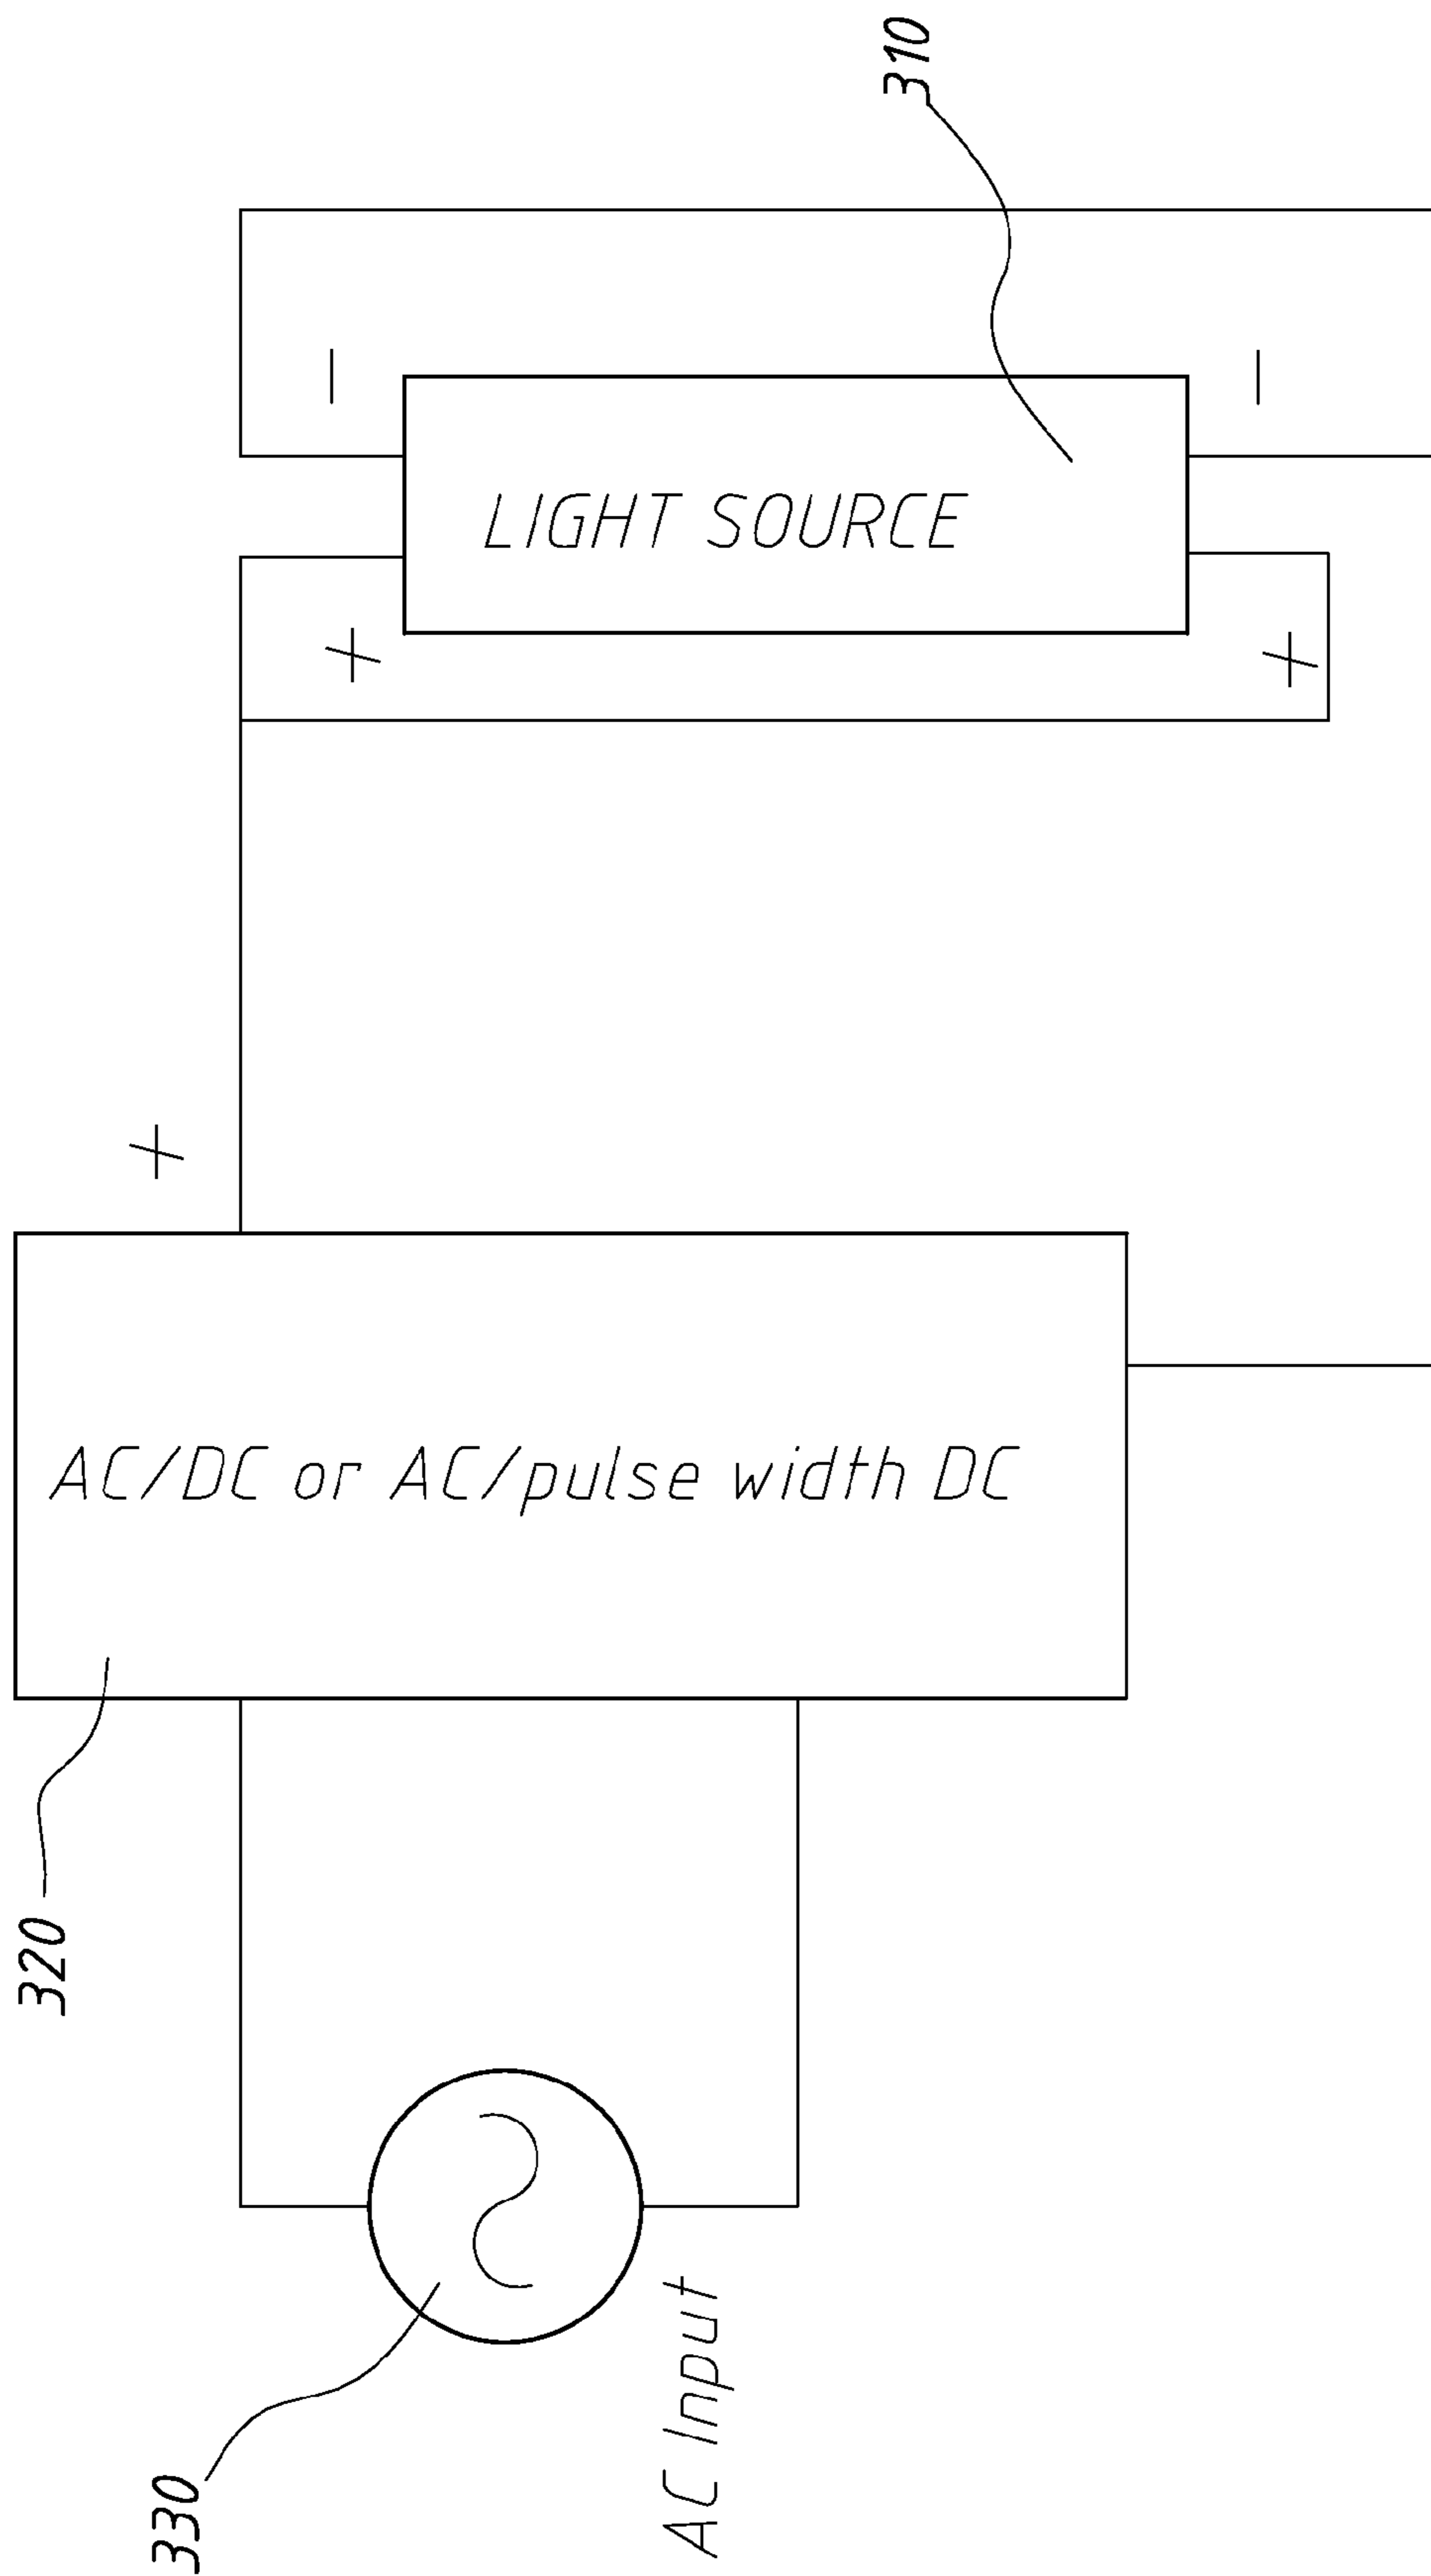 310
−
−
LIGHT SOURCE
+
+
+
AC/DC or AC/pulse width DC
320
330
AC Input